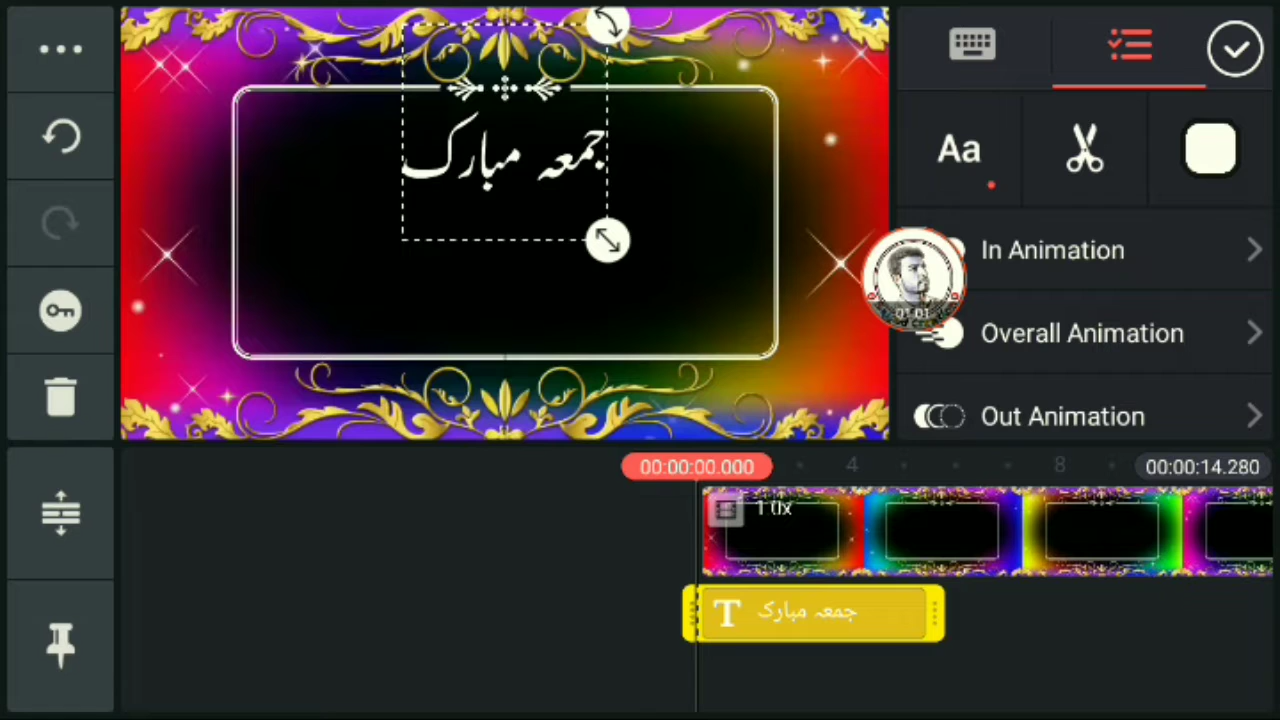 جمعہ مبارک
Aa
In Animation
Overall Animation
Out Animation
00:00:00.000
4
8
00:00:14.280
1.0x
T جمعہ مبارک